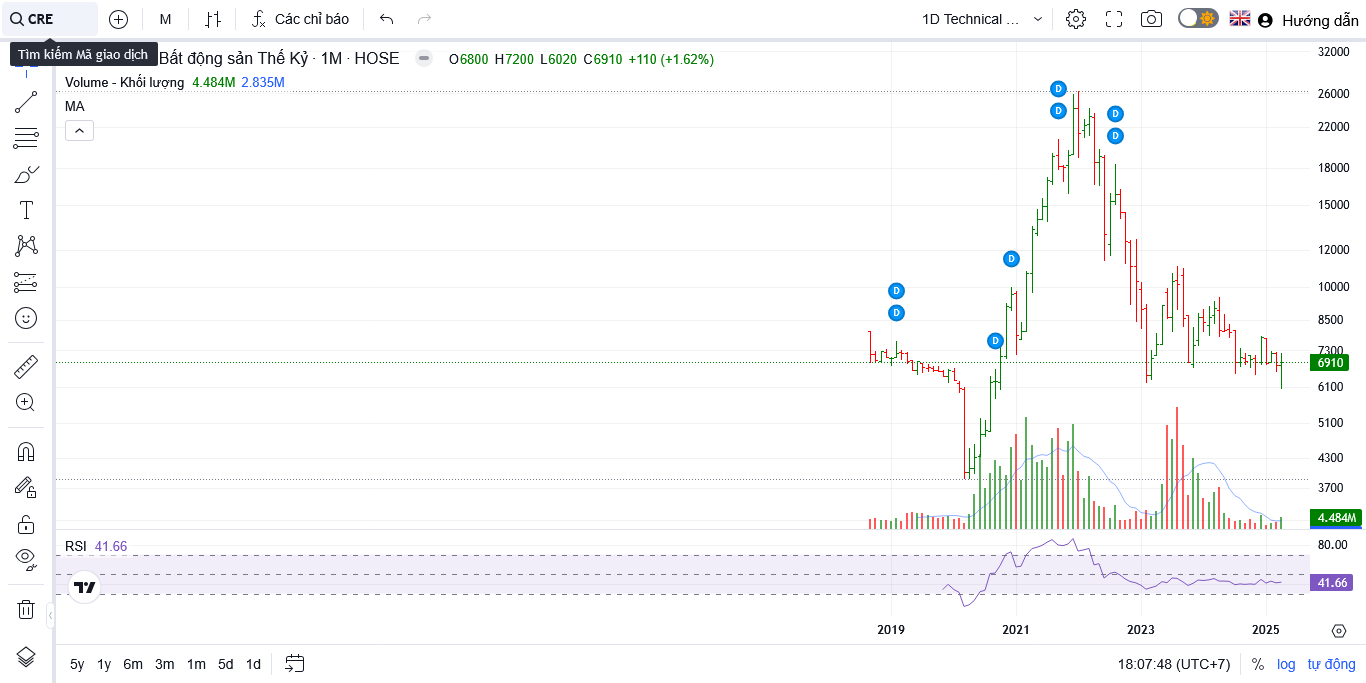 CRE
M
Các chỉ báo
1D Technical ...
Hướng dẫn
Tìm kiếm Mã giao dịch
Bất động sản Thế Kỷ · 1M · HOSE
O6800 H7200 L6020 C6910 +110 (+1.62%)
Volume - Khối lượng 4.484M 2.835M
MA
D
D
D
D
D
D
D
D
32000
26000
22000
18000
15000
12000
10000
8500
7300
6910
6100
5100
4300
3700
4.484M
RSI 41.66
80.00
41.66
2019
2021
2023
2025
5y 1y 6m 3m 1m 5d 1d
18:07:48 (UTC+7)
% log tự động